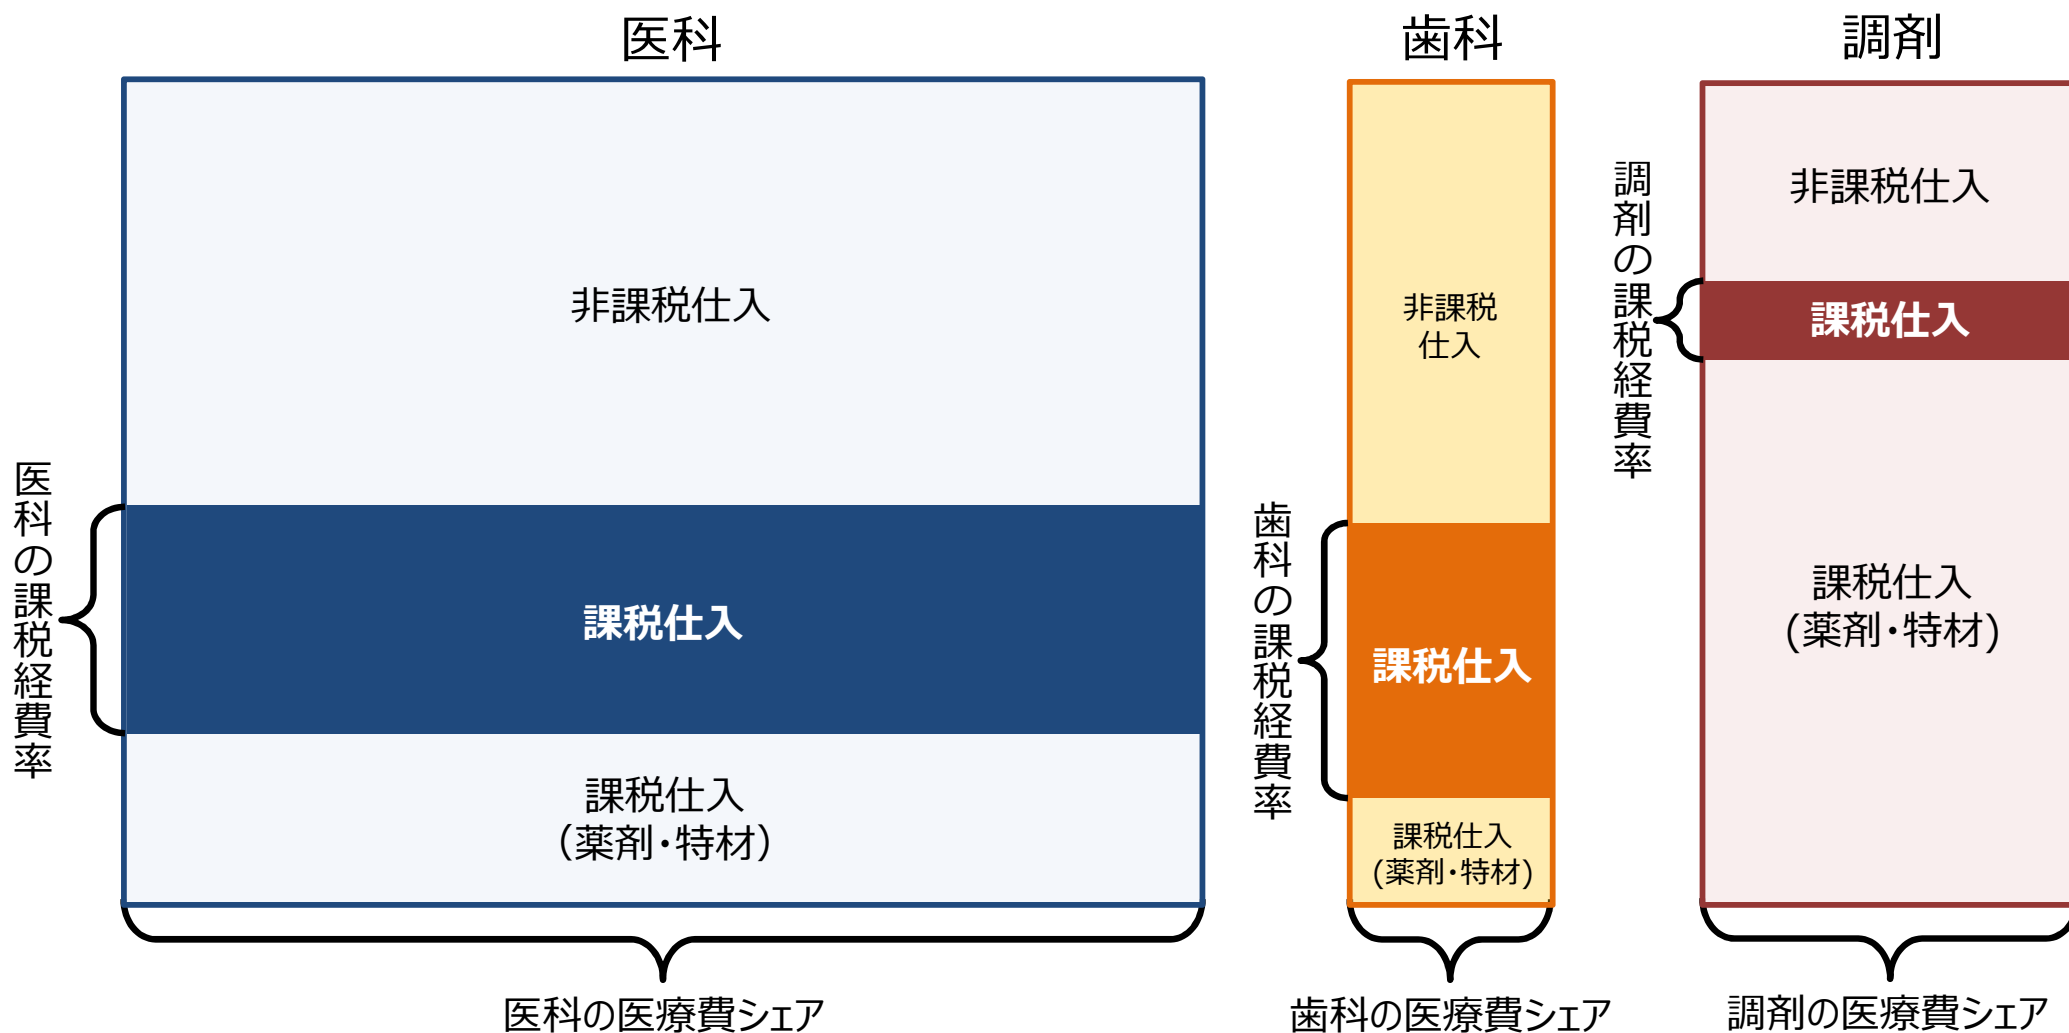 医科
非課税仕入
医科の課税経費率
課税仕入
課税仕入
(薬剤・特材)
医科の医療費シェア
歯科
非課税
仕入
歯科の課税経費率
課税仕入
課税仕入
(薬剤・特材)
歯科の医療費シェア
調剤
非課税仕入
調剤の課税経費率
課税仕入
課税仕入
(薬剤・特材)
調剤の医療費シェア